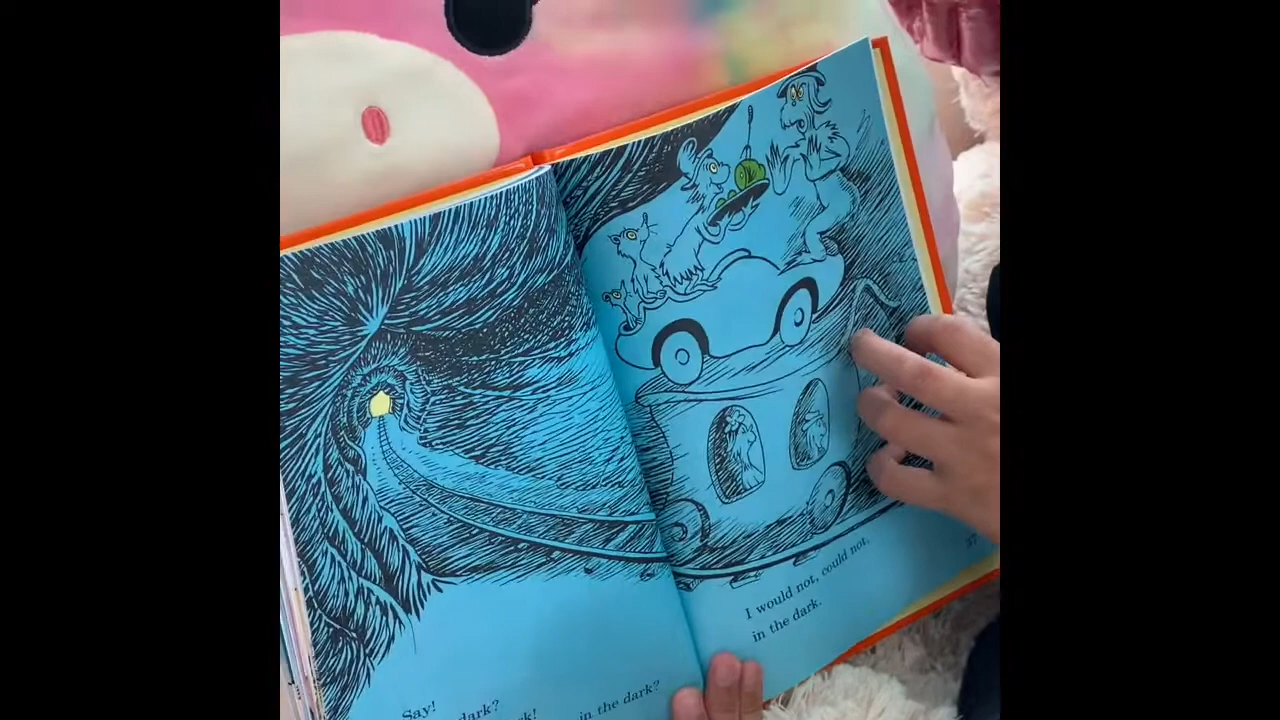 Say!
dark?
in the dark?
I would not, could not,
in the dark.
37